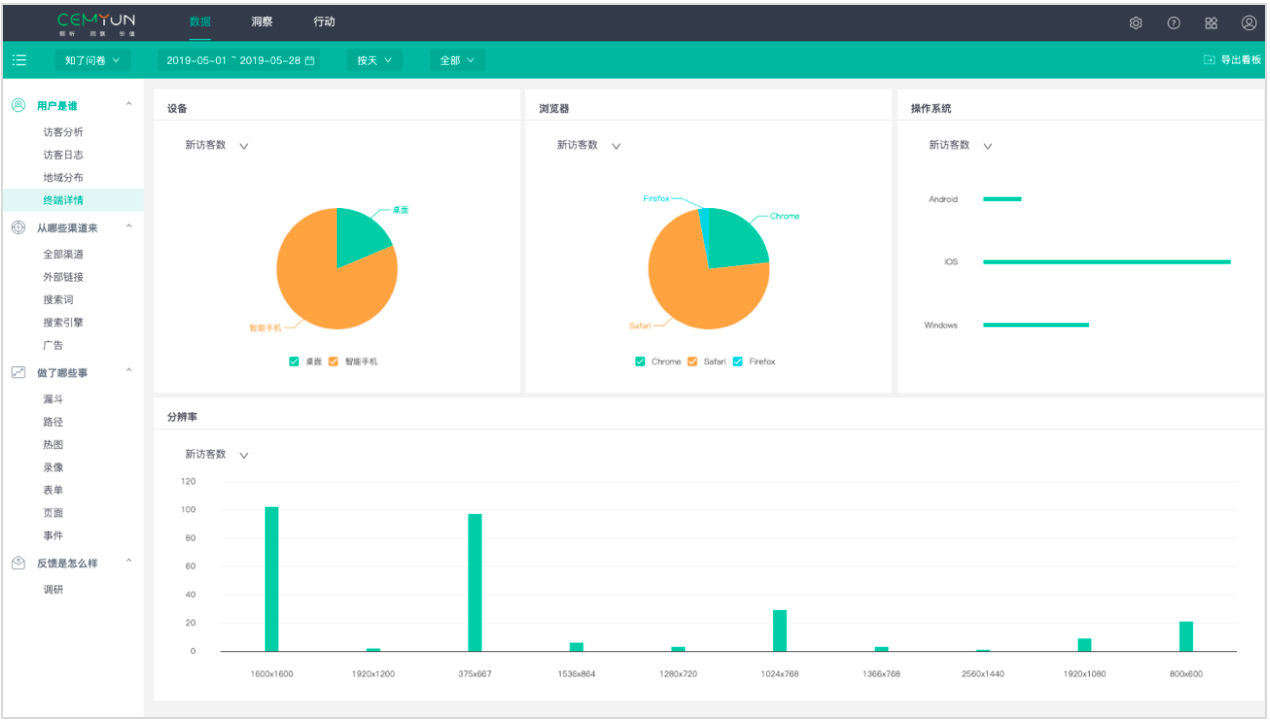 CEMYUN
倾听 洞察 价值
数据 洞察 行动
知了问卷 2019-05-01 ~ 2019-05-28 按天 全部 导出看板
用户是谁
访客分析
访客日志
地域分布
终端详情
从哪些渠道来
全部渠道
外部链接
搜索词
搜索引擎
广告
做了哪些事
漏斗
路径
热图
录像
表单
页面
事件
反馈是怎么样
调研
设备
新访客数
桌面
智能手机
桌面 智能手机
浏览器
新访客数
Firefox
Chrome
Safari
Chrome Safari Firefox
操作系统
新访客数
Android
iOS
Windows
分辨率
新访客数
120
100
80
60
40
20
0
1600x1600 1920x1200 375x667 1536x864 1280x720 1024x768 1366x768 2560x1440 1920x1080 800x600